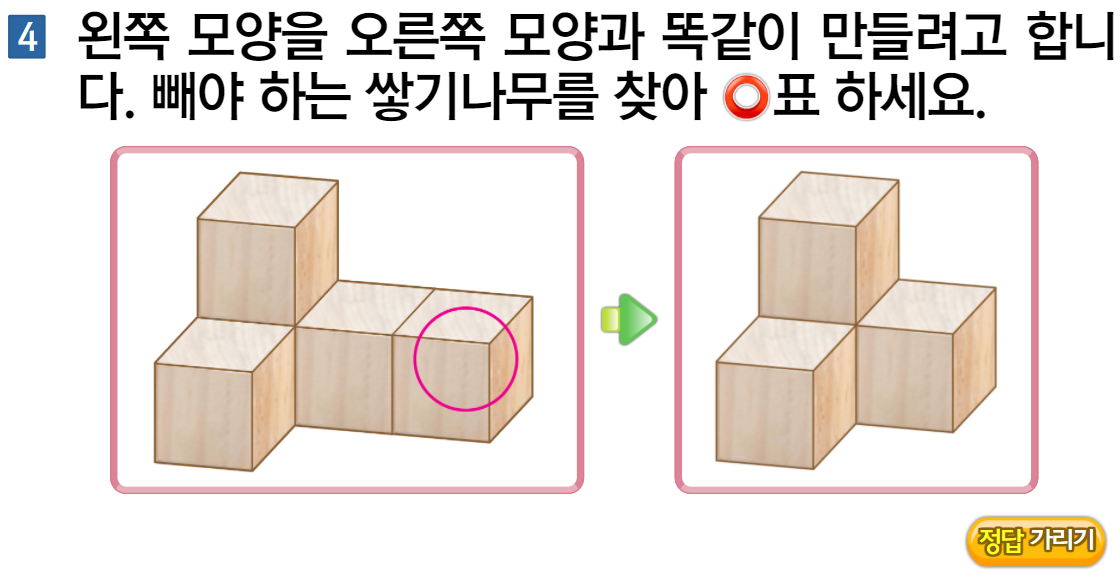 4 왼쪽 모양을 오른쪽 모양과 똑같이 만들려고 합니
다. 빼야 하는 쌓기나무를 찾아 ⭕표 하세요.
정답 가리기